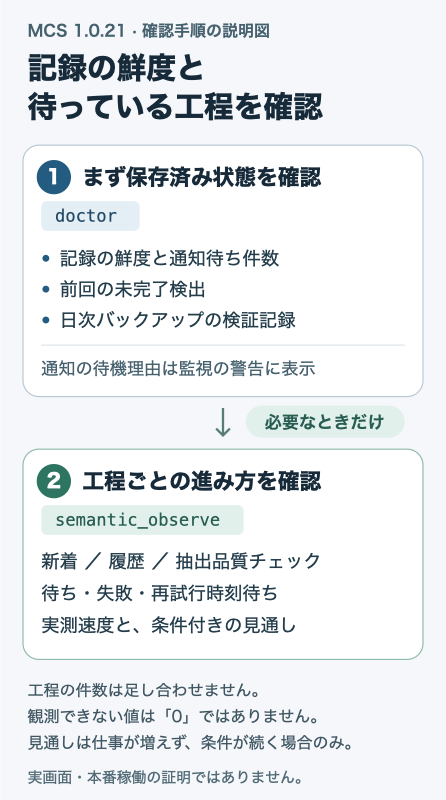 MCS 1.0.21 · 確認手順の説明図
記録の鮮度と
待っている工程を確認
1 まず保存済み状態を確認
doctor
• 記録の鮮度と通知待ち件数
• 前回の未完了検出
• 日次バックアップの検証記録
通知の待機理由は監視の警告に表示
↓ 必要なときだけ
2 工程ごとの進み方を確認
semantic_observe
新着 ／ 履歴 ／ 抽出品質チェック
待ち・失敗・再試行時刻待ち
実測速度と、条件付きの見通し
工程の件数は足し合わせません。
観測できない値は「0」ではありません。
見通しは仕事が増えず、条件が続く場合のみ。
実画面・本番稼働の証明ではありません。